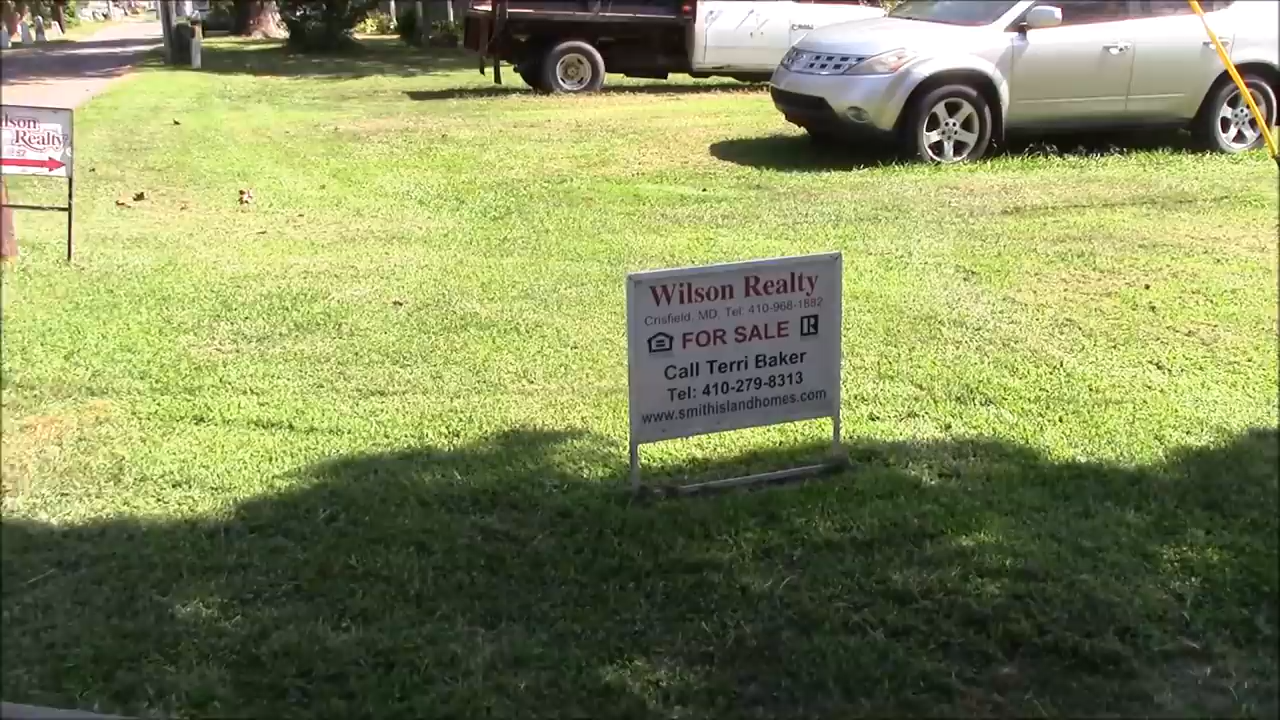 Wilson Realty
Crisfield, MD. Tel: 410-968-1882
FOR SALE
Call Terri Baker
Tel: 410-279-8313
www.smithislandhomes.com
ilson
Realty